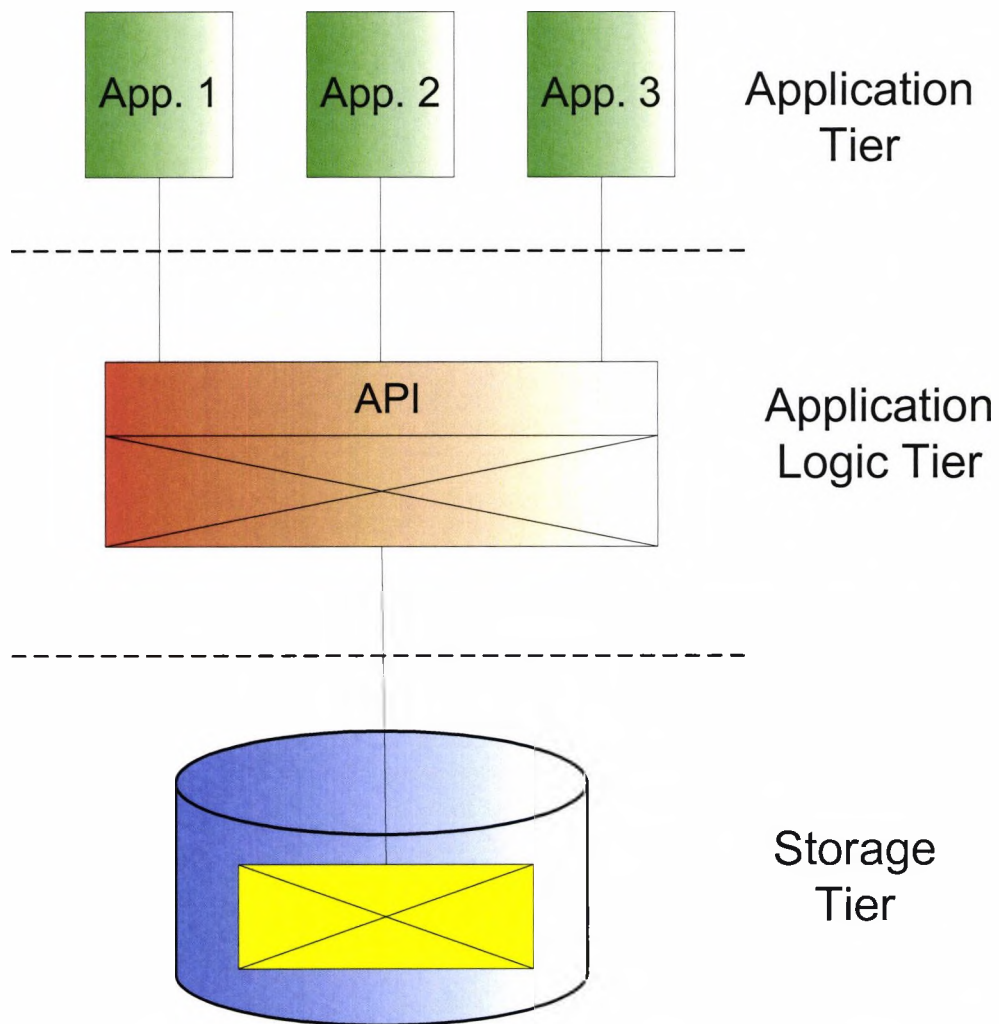 App. 1
App. 2
App. 3
Application
Tier
API
Application
Logic Tier
Storage
Tier